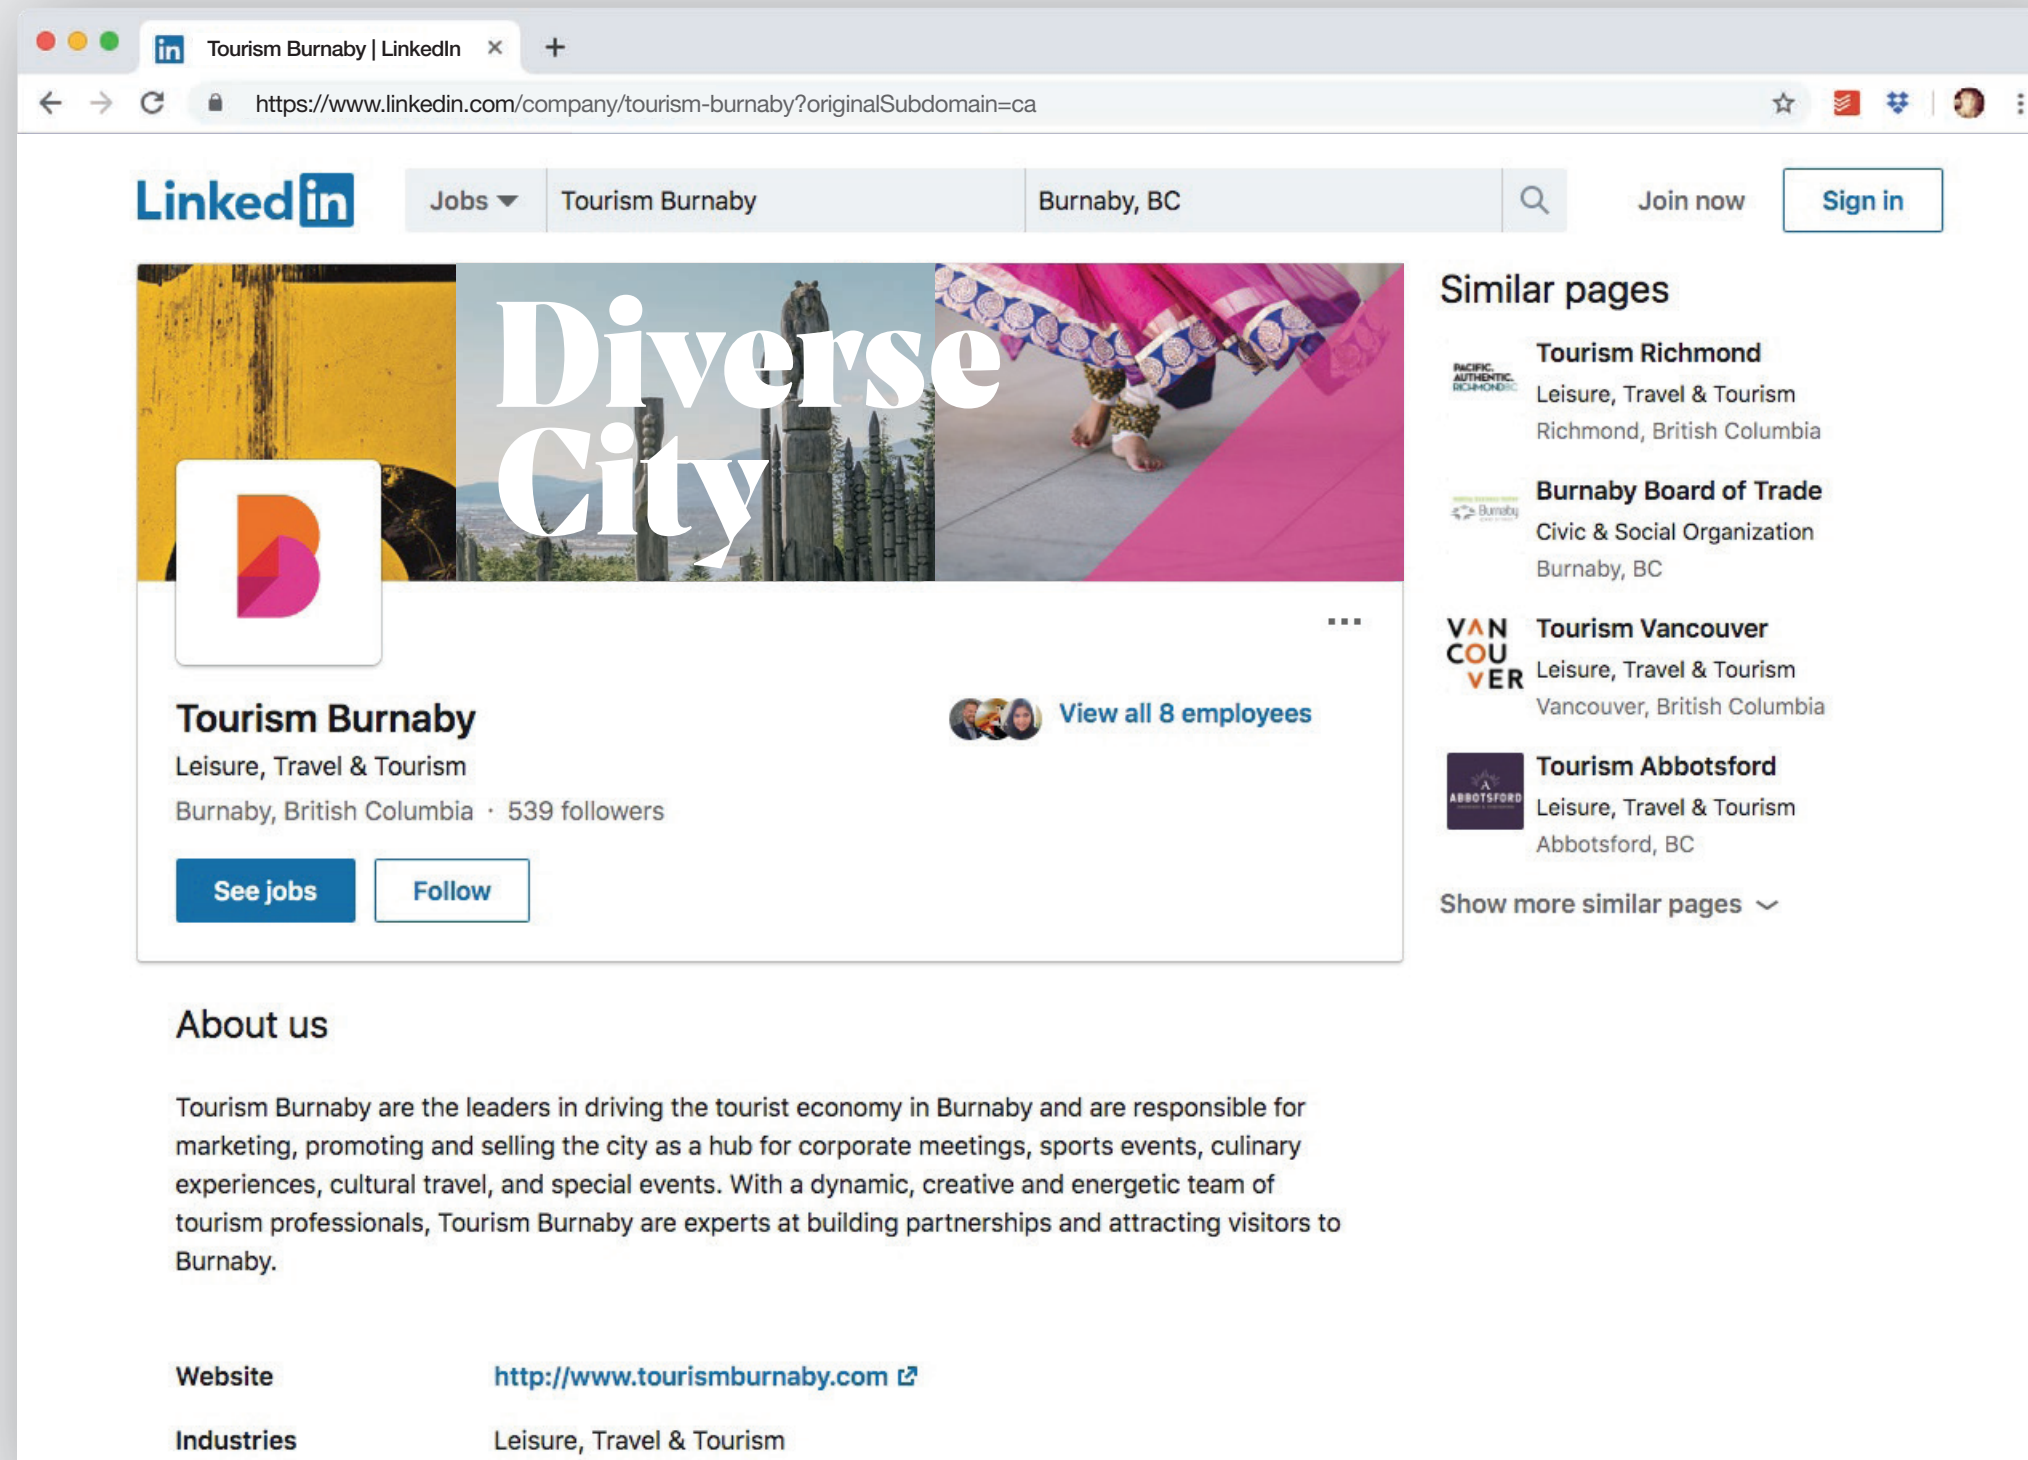 Tourism Burnaby | LinkedIn
https://www.linkedin.com/company/tourism-burnaby?originalSubdomain=ca
Linked in
Jobs
Tourism Burnaby
Burnaby, BC
Join now
Sign in
Diverse
City
Tourism Burnaby
Leisure, Travel & Tourism
Burnaby, British Columbia · 539 followers
View all 8 employees
See jobs
Follow
Similar pages
PACIFIC.
AUTHENTIC.
RICHMONDBC
Tourism Richmond
Leisure, Travel & Tourism
Richmond, British Columbia
Burnaby
Burnaby Board of Trade
Civic & Social Organization
Burnaby, BC
VAN
COU
VER
Tourism Vancouver
Leisure, Travel & Tourism
Vancouver, British Columbia
A
ABBOTSFORD
Tourism Abbotsford
Leisure, Travel & Tourism
Abbotsford, BC
Show more similar pages
About us
Tourism Burnaby are the leaders in driving the tourist economy in Burnaby and are responsible for
marketing, promoting and selling the city as a hub for corporate meetings, sports events, culinary
experiences, cultural travel, and special events. With a dynamic, creative and energetic team of
tourism professionals, Tourism Burnaby are experts at building partnerships and attracting visitors to
Burnaby.
Website
http://www.tourismburnaby.com
Industries
Leisure, Travel & Tourism